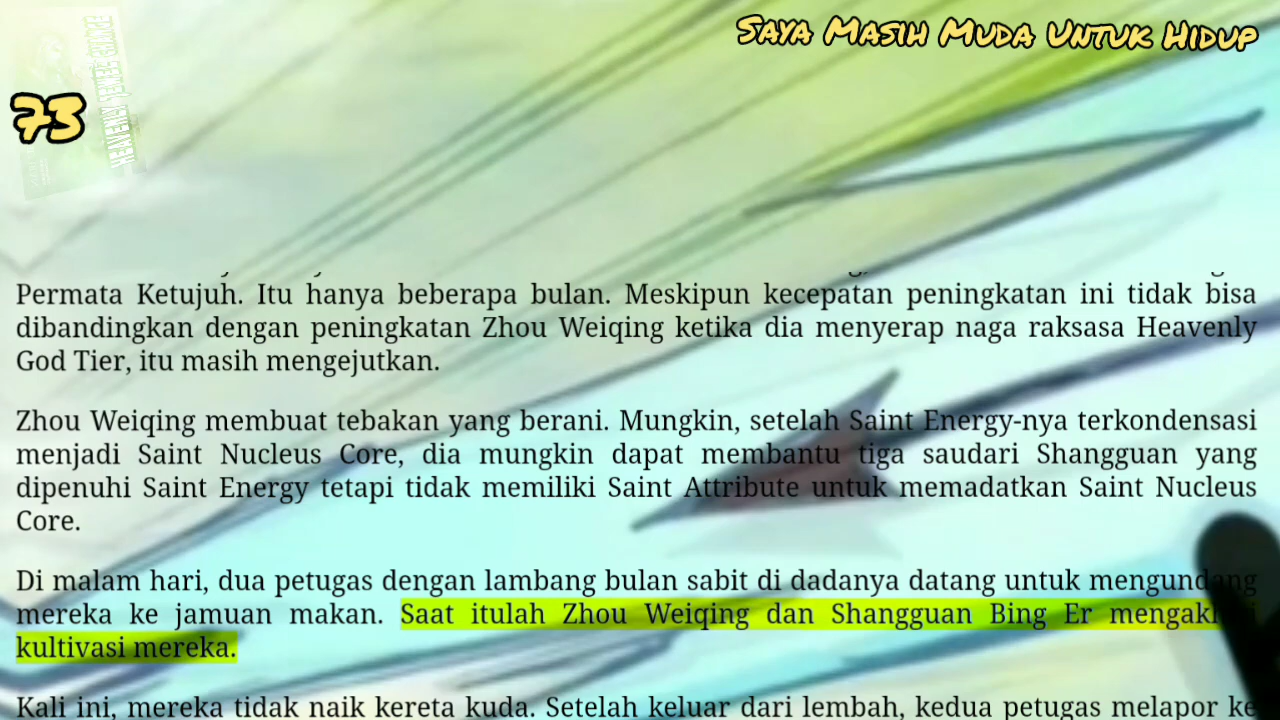 Saya Masih Muda Untuk Hidup
73
HEAVENLY JEWEL CHANGE
Permata Ketujuh. Itu hanya beberapa bulan. Meskipun kecepatan peningkatan ini tidak bisa
dibandingkan dengan peningkatan Zhou Weiqing ketika dia menyerap naga raksasa Heavenly
God Tier, itu masih mengejutkan.
Zhou Weiqing membuat tebakan yang berani. Mungkin, setelah Saint Energy-nya terkondensasi
menjadi Saint Nucleus Core, dia mungkin dapat membantu tiga saudari Shangguan yang
dipenuhi Saint Energy tetapi tidak memiliki Saint Attribute untuk memadatkan Saint Nucleus
Core.
Di malam hari, dua petugas dengan lambang bulan sabit di dadanya datang untuk mengundang
mereka ke jamuan makan. Saat itulah Zhou Weiqing dan Shangguan Bing Er mengakhiri
kultivasi mereka.
Kali ini, mereka tidak naik kereta kuda. Setelah keluar dari lembah, kedua petugas melapor ke